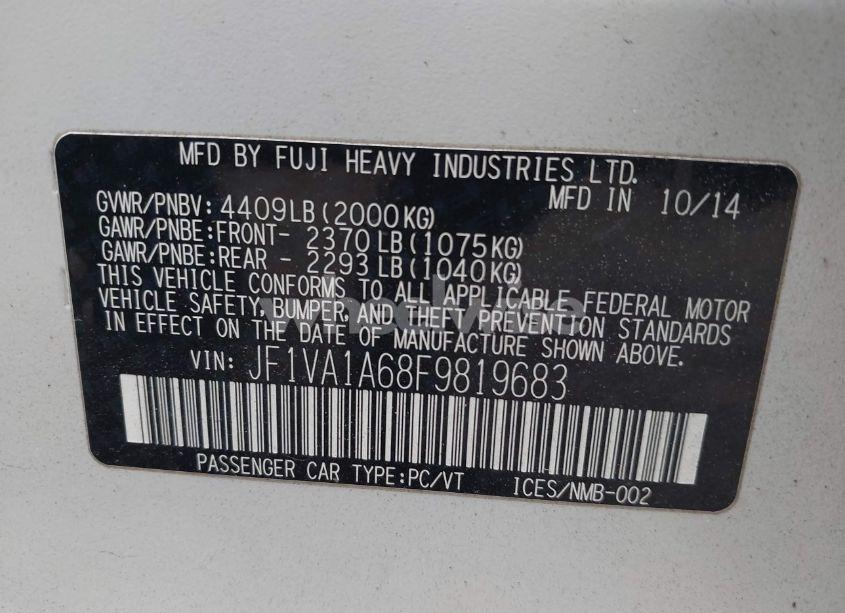 MFD BY FUJI HEAVY INDUSTRIES LTD.
MFD IN 10/14
GVWR/PNBV: 4409LB(2000KG)
GAWR/PNBE:FRONT- 2370LB(1075KG)
GAWR/PNBE:REAR - 2293LB(1040KG)
THIS VEHICLE CONFORMS TO ALL APPLICABLE FEDERAL MOTOR
VEHICLE SAFETY, BUMPER, AND THEFT PREVENTION STANDARDS
IN EFFECT ON THE DATE OF MANUFACTURE SHOWN ABOVE.
VIN: JF1VA1A68F9819683
PASSENGER CAR TYPE:PC/VT ICES/NMB-002